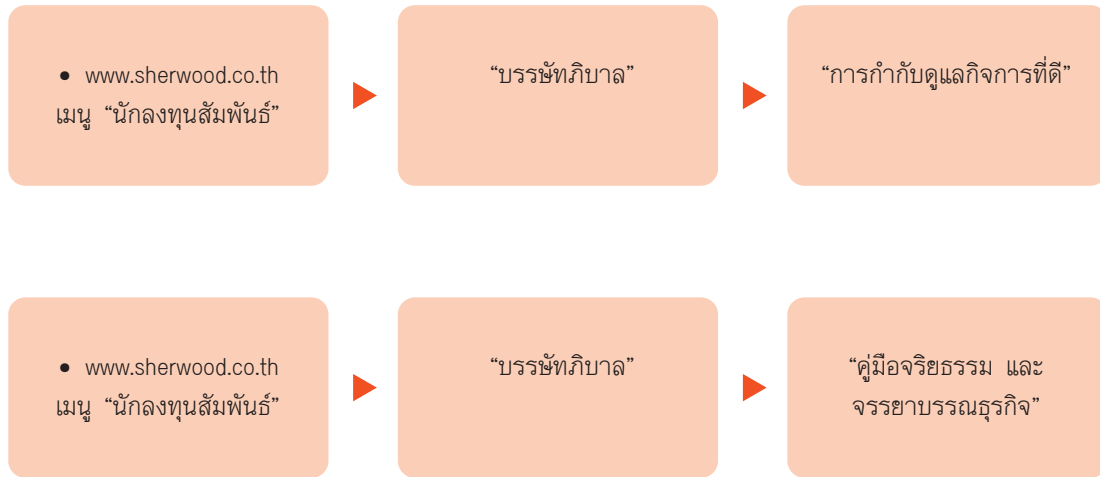 • www.sherwood.co.th
เมนู “นักลงทุนสัมพันธ์”
“บรรษัทภิบาล”
“การกำกับดูแลกิจการที่ดี”
• www.sherwood.co.th
เมนู “นักลงทุนสัมพันธ์”
“บรรษัทภิบาล”
“คู่มือจริยธรรม และ
จรรยาบรรณธุรกิจ”